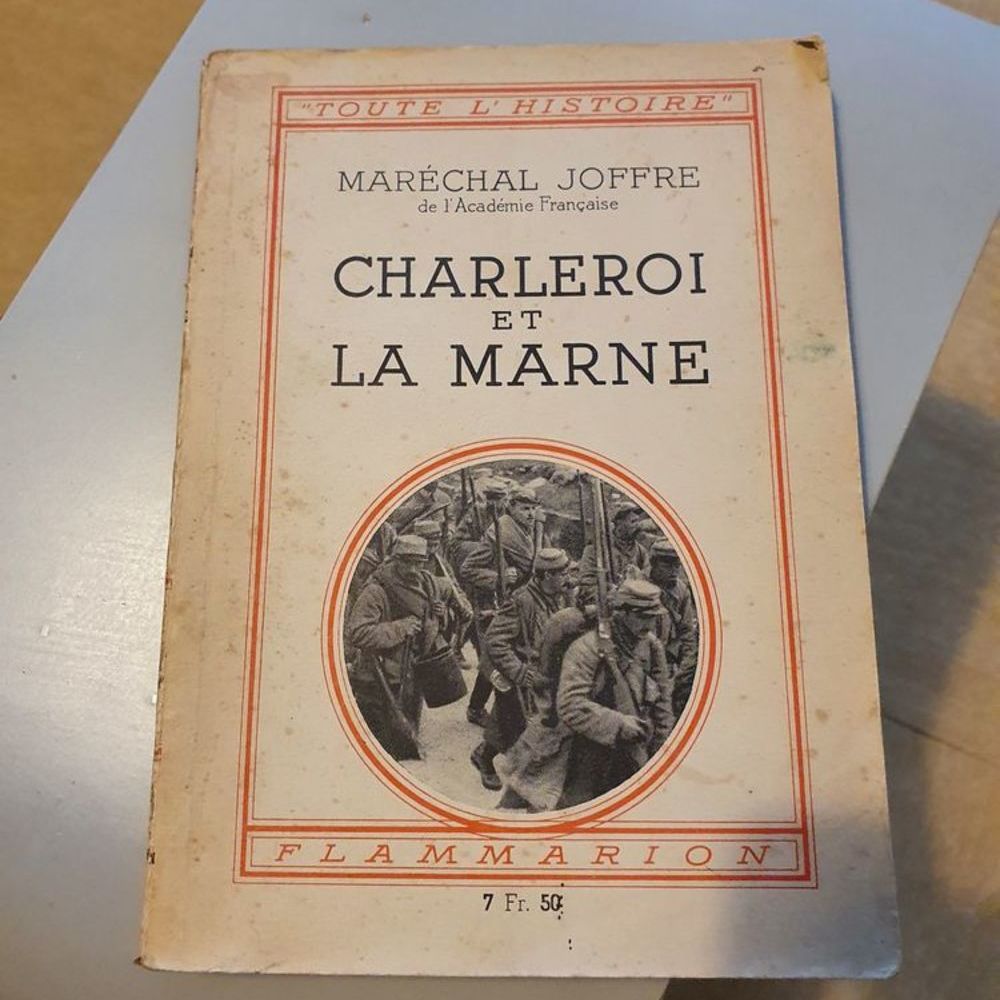 "TOUTE L'HISTOIRE"
MARÉCHAL JOFFRE
de l'Académie Française
CHARLEROI
ET
LA MARNE
FLAMMARION
7 Fr. 50